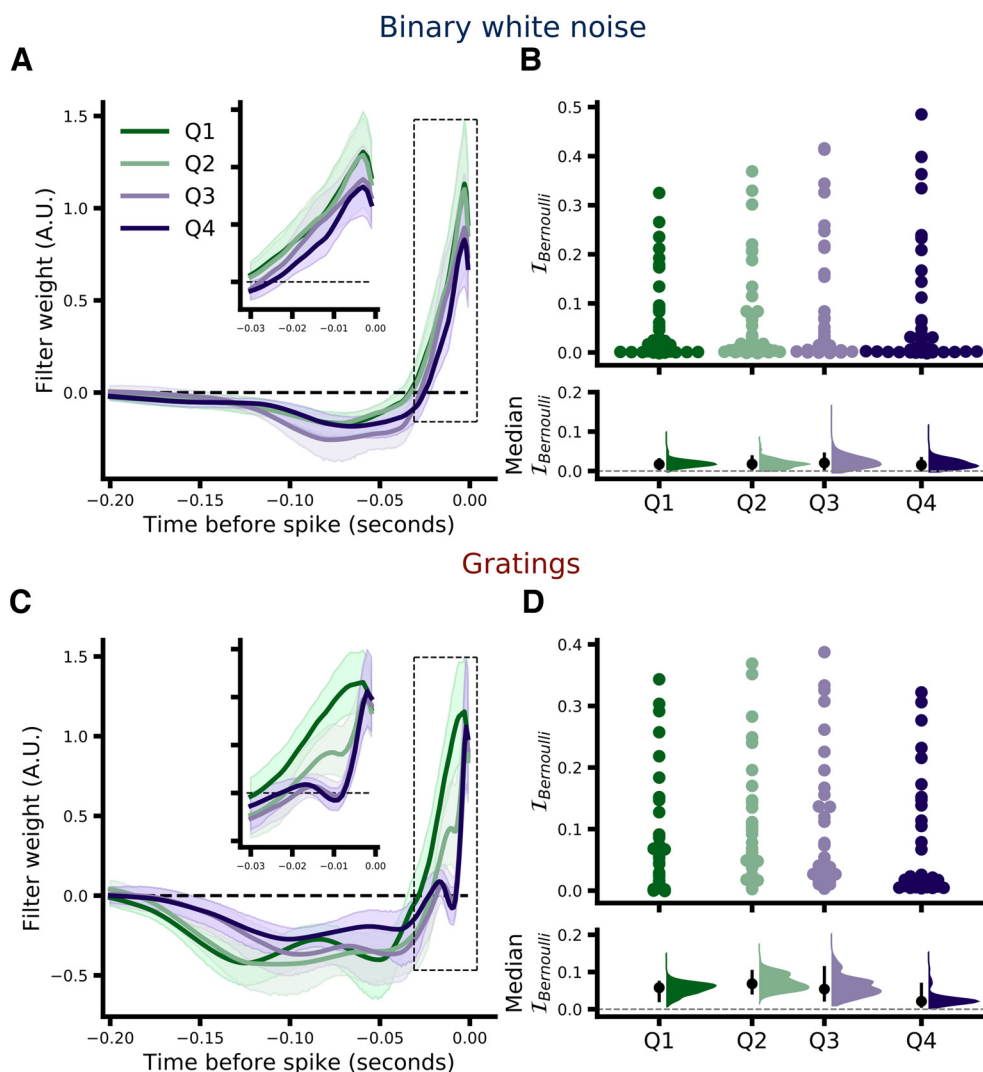 Binary white noise
A
B
Filter weight (A.U.)
1.5
1.0
0.5
0.0
Q1
Q2
Q3
Q4
−0.03
−0.02
−0.01
0.00
−0.20
−0.15
−0.10
−0.05
0.00
Time before spike (seconds)
ℐBernoulli
0.5
0.4
0.3
0.2
0.1
0.0
Median
ℐBernoulli
0.2
0.1
0.0
Q1
Q2
Q3
Q4
Gratings
C
D
Filter weight (A.U.)
1.5
1.0
0.5
0.0
−0.5
−0.03
−0.02
−0.01
0.00
−0.20
−0.15
−0.10
−0.05
0.00
Time before spike (seconds)
ℐBernoulli
0.4
0.3
0.2
0.1
0.0
Median
ℐBernoulli
0.2
0.1
0.0
Q1
Q2
Q3
Q4